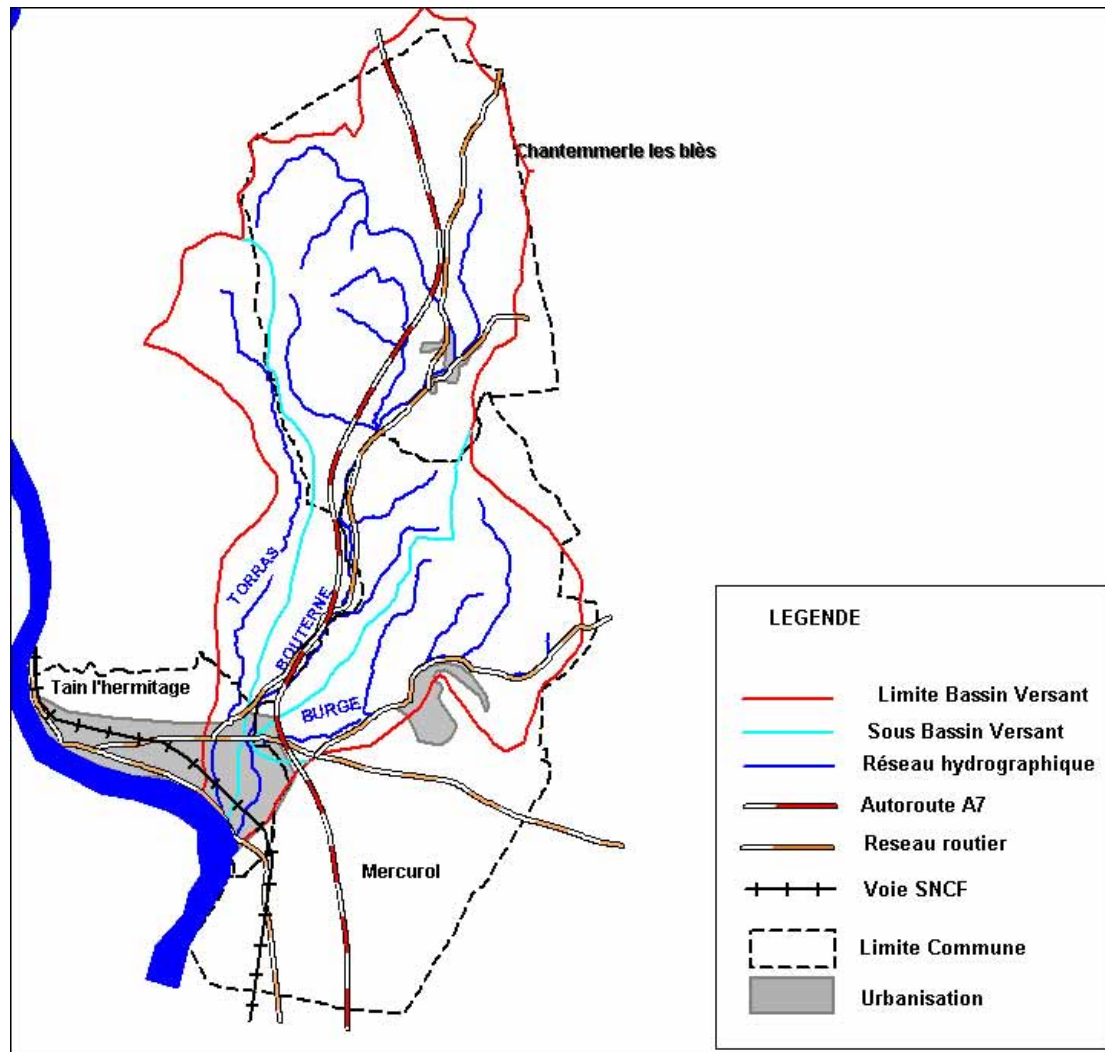 Chantemmerle les blès
TORRAS
BOUTERNE
BURGE
Tain l'hermitage
Mercurol
LEGENDE
Limite Bassin Versant
Sous Bassin Versant
Réseau hydrographique
Autoroute A7
Reseau routier
Voie SNCF
Limite Commune
Urbanisation